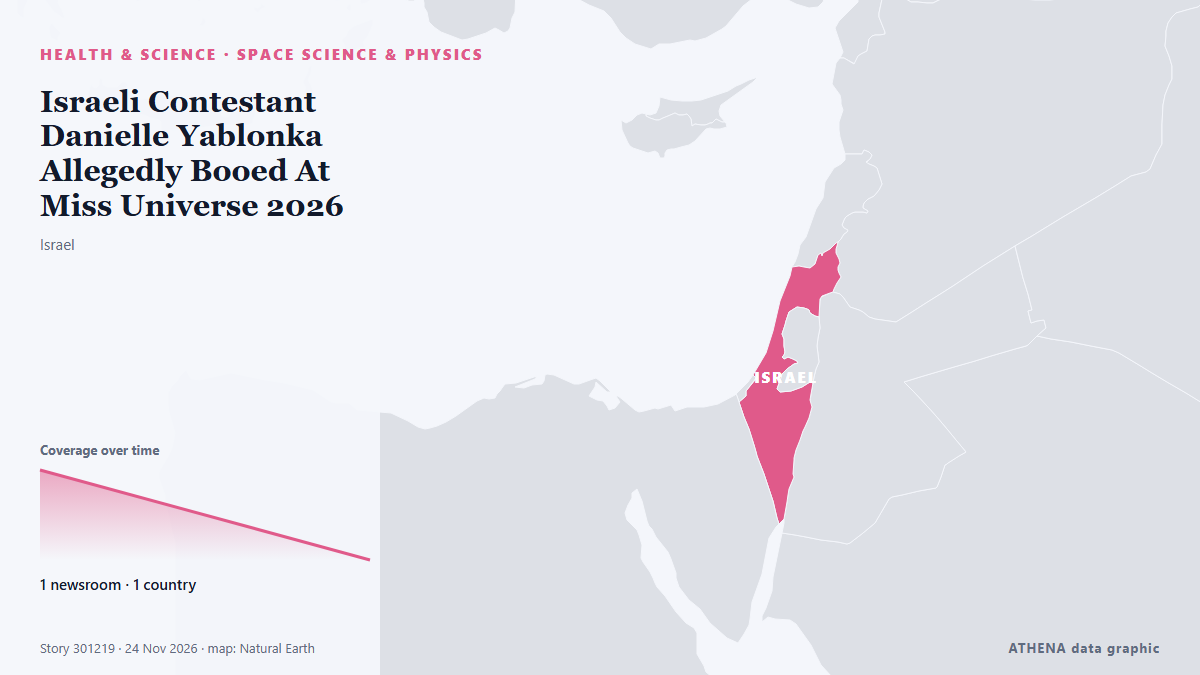 HEALTH & SCIENCE · SPACE SCIENCE & PHYSICS
Israeli Contestant
Danielle Yablonka
Allegedly Booed At
Miss Universe 2026
Israel
ISRAEL
Coverage over time
1 newsroom · 1 country
Story 301219 · 24 Nov 2026 · map: Natural Earth
ATHENA data graphic